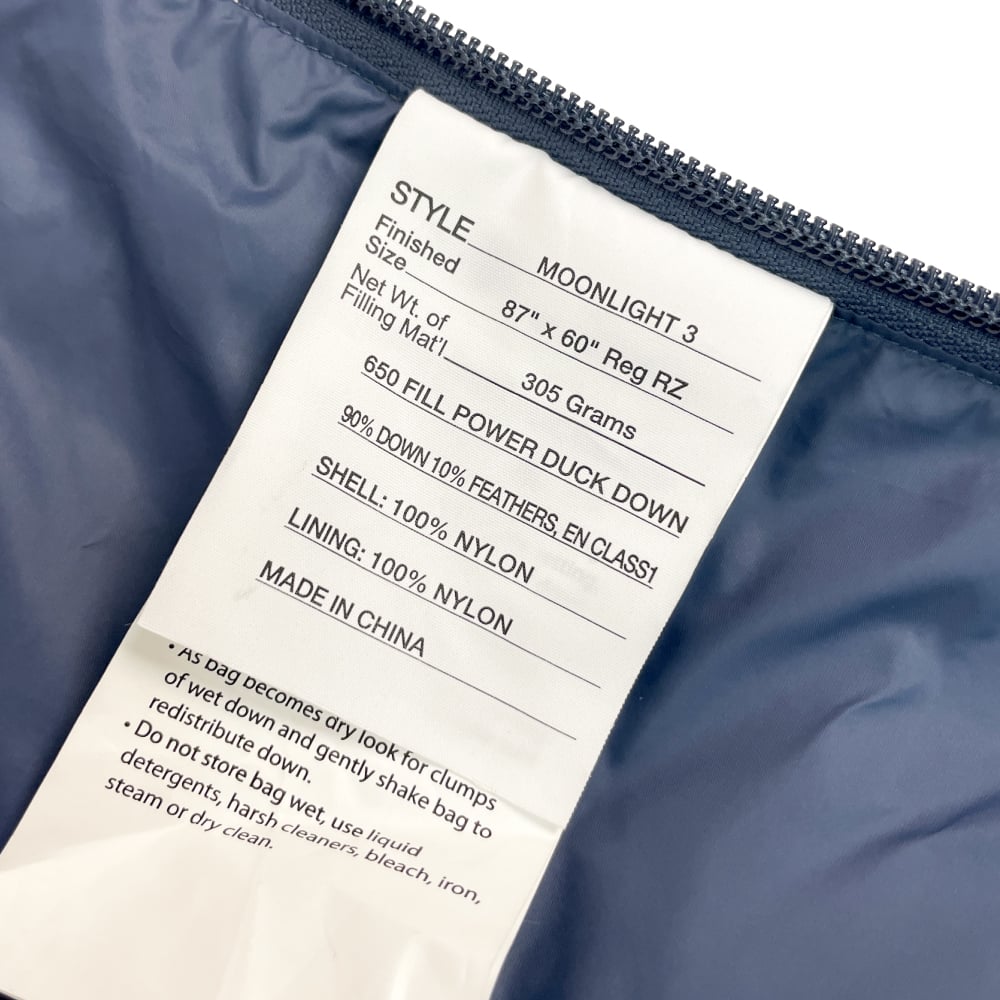 STYLE MOONLIGHT 3
Finished
Size 87" x 60" Reg RZ
Net Wt. of
Filling Mat'l 305 Grams
650 FILL POWER DUCK DOWN
90% DOWN 10% FEATHERS, EN CLASS1
SHELL: 100% NYLON
LINING: 100% NYLON
MADE IN CHINA
• As bag becomes dry look for clumps
of wet down and gently shake bag to
redistribute down.
• Do not store bag wet, use liquid
detergents, harsh cleaners, bleach, iron,
steam or dry clean.